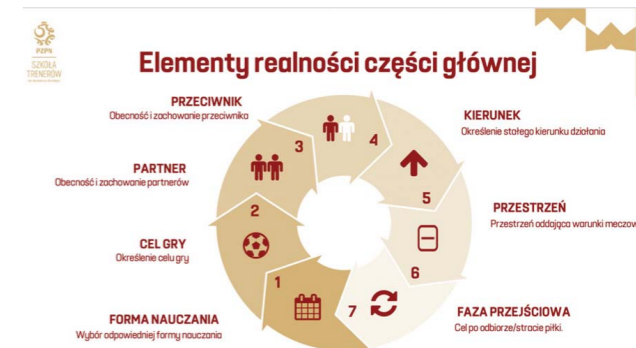 PZPN
SZKOŁA
TRENERÓW
Elementy realności części głównej
PRZECIWNIK
Obecność i zachowanie przeciwnika
PARTNER
Obecność i zachowanie partnerów
CEL GRY
Określenie celu gry
FORMA NAUCZANIA
Wybór odpowiedniej formy nauczania
1
2
3
4
5
6
7
KIERUNEK
Określenie stałego kierunku działania
PRZESTRZEŃ
Przestrzeń oddająca warunki meczow
FAZA PRZEJŚCIOWA
Cel po odbiorze/stracie piłki.